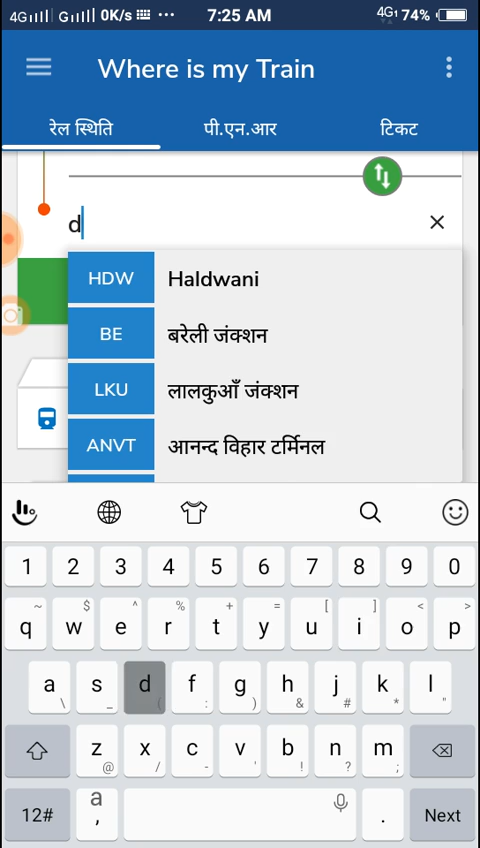 4G G 0K/s ... 7:25 AM 4G 74%
Where is my Train
रेल स्थिति पी.एन.आर टिकट
d
HDW Haldwani
BE बरेली जंक्शन
LKU लालकुआँ जंक्शन
ANVT आनन्द विहार टर्मिनल
1 2 3 4 5 6 7 8 9 0
~ $ ^ % + = [ ] < >
q w e r t y u i o p
a s d f g h j k l
\ _ ( : ) & # * "
z x c v b n m
@ / - ' ! ? ;
12# a , . Next